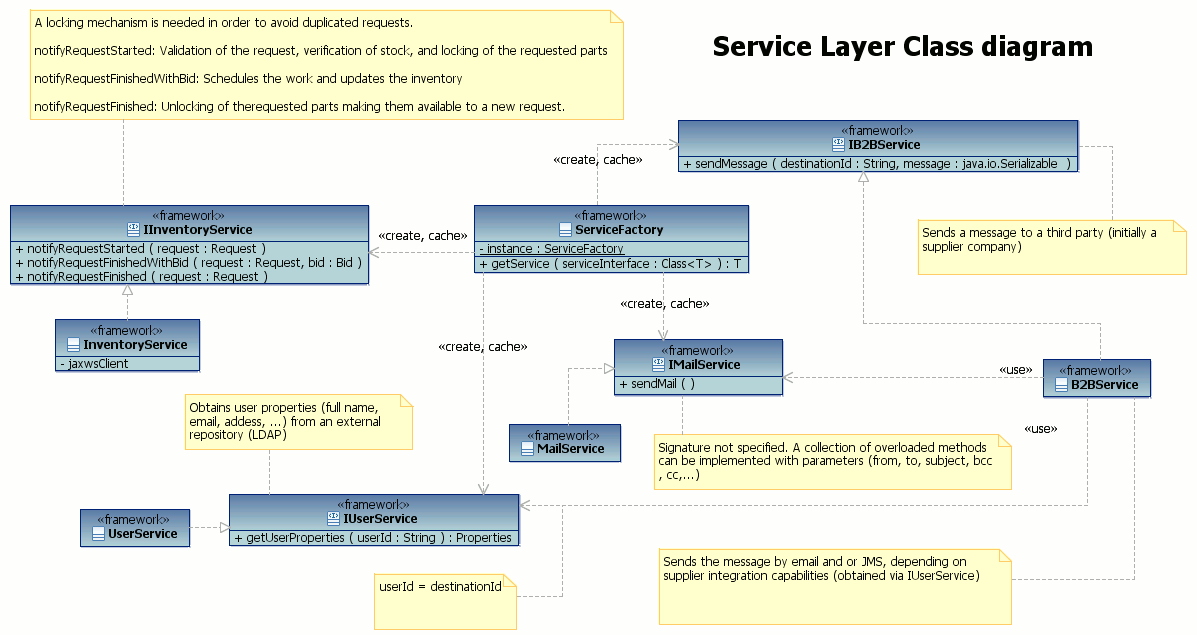 A locking mechanism is needed in order to avoid duplicated requests.
notifyRequestStarted: Validation of the request, verification of stock, and locking of the requested parts
notifyRequestFinishedWithBid: Schedules the work and updates the inventory
notifyRequestFinished: Unlocking of therequested parts making them available to a new request.
Service Layer Class diagram
«framework»
IB2BService
+ sendMessage ( destinationId : String, message : java.io.Serializable )
«create, cache»
«framework»
IInventoryService
+ notifyRequestStarted ( request : Request )
+ notifyRequestFinishedWithBid ( request : Request, bid : Bid )
+ notifyRequestFinished ( request : Request )
«create, cache»
«framework»
ServiceFactory
- instance : ServiceFactory
+ getService ( serviceInterface : Class<T> ) : T
Sends a message to a third party (initially a
supplier company)
«create, cache»
«framework»
InventoryService
- jaxwsClient
«create, cache»
«framework»
IMailService
+ sendMail ( )
«use»
«framework»
B2BService
Obtains user properties (full name,
email, addess, ...) from an external
repository (LDAP)
«framework»
MailService
«use»
Signature not specified. A collection of overloaded methods
can be implemented with parameters (from, to, subject, bcc
, cc,...)
«framework»
UserService
«framework»
IUserService
+ getUserProperties ( userId : String ) : Properties
userId = destinationId
Sends the message by email and or JMS, depending on
supplier integration capabilities (obtained via IUserService)